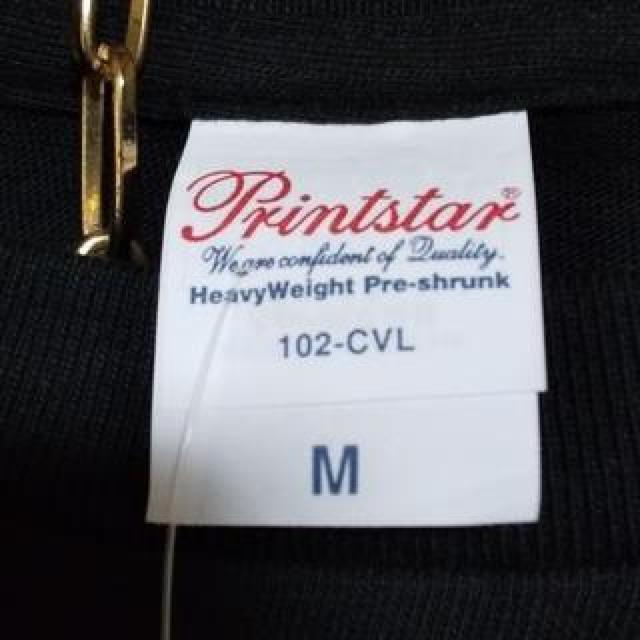 Printstar®
We are confident of Quality.
HeavyWeight Pre-shrunk
102-CVL
M